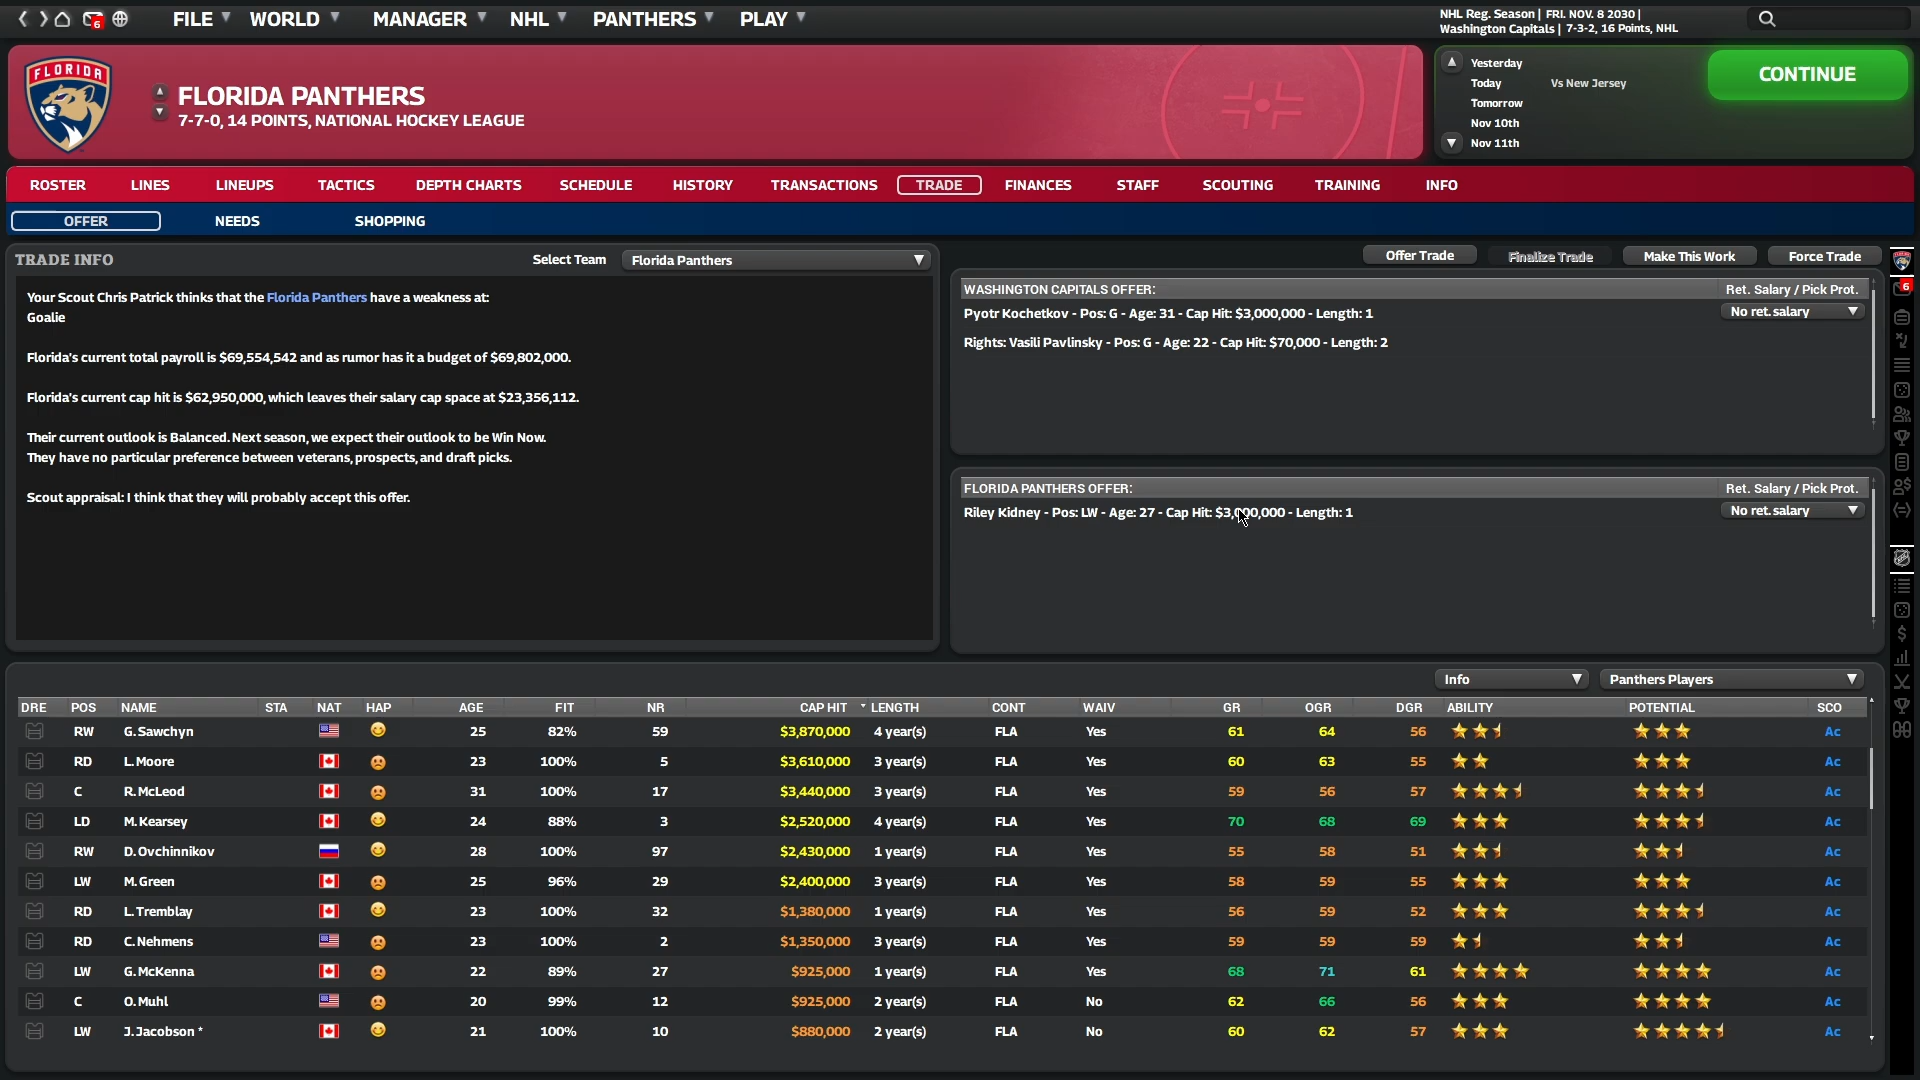 6
FILE WORLD MANAGER NHL PANTHERS PLAY
NHL Reg. Season | FRI. NOV. 8 2030 |
Washington Capitals | 7-3-2, 16 Points, NHL
FLORIDA
FLORIDA PANTHERS
7-7-0, 14 POINTS, NATIONAL HOCKEY LEAGUE
Yesterday
Today Vs New Jersey
Tomorrow
Nov 10th
Nov 11th
CONTINUE
ROSTER LINES LINEUPS TACTICS DEPTH CHARTS SCHEDULE HISTORY TRANSACTIONS TRADE FINANCES STAFF SCOUTING TRAINING INFO
OFFER NEEDS SHOPPING
TRADE INFO
Select Team Florida Panthers
Your Scout Chris Patrick thinks that the Florida Panthers have a weakness at:
Goalie
Florida's current total payroll is $69,554,542 and as rumor has it a budget of $69,802,000.
Florida's current cap hit is $62,950,000, which leaves their salary cap space at $23,356,112.
Their current outlook is Balanced. Next season, we expect their outlook to be Win Now.
They have no particular preference between veterans, prospects, and draft picks.
Scout appraisal: I think that they will probably accept this offer.
Offer Trade Finalize Trade Make This Work Force Trade
WASHINGTON CAPITALS OFFER: Ret. Salary / Pick Prot.
Pyotr Kochetkov - Pos: G - Age: 31 - Cap Hit: $3,000,000 - Length: 1 No ret. salary
Rights: Vasili Pavlinsky - Pos: G - Age: 22 - Cap Hit: $70,000 - Length: 2
FLORIDA PANTHERS OFFER: Ret. Salary / Pick Prot.
Riley Kidney - Pos: LW - Age: 27 - Cap Hit: $3,000,000 - Length: 1 No ret. salary
6
Info Panthers Players
DRE POS NAME STA NAT HAP AGE FIT NR CAP HIT LENGTH CONT WAIV GR OGR DGR ABILITY POTENTIAL SCO
RW G. Sawchyn 25 82% 59 $3,870,000 4 year(s) FLA Yes 61 64 56 Ac
RD L. Moore 23 100% 5 $3,610,000 3 year(s) FLA Yes 60 63 55 Ac
C R. McLeod 31 100% 17 $3,440,000 3 year(s) FLA Yes 59 56 57 Ac
LD M. Kearsey 24 88% 3 $2,520,000 4 year(s) FLA Yes 70 68 69 Ac
RW D. Ovchinnikov 28 100% 97 $2,430,000 1 year(s) FLA Yes 55 58 51 Ac
LW M. Green 25 96% 29 $2,400,000 3 year(s) FLA Yes 58 59 55 Ac
RD L. Tremblay 23 100% 32 $1,380,000 1 year(s) FLA Yes 56 59 52 Ac
RD C. Nehmens 23 100% 2 $1,350,000 3 year(s) FLA Yes 59 59 59 Ac
LW G. McKenna 22 89% 27 $925,000 1 year(s) FLA Yes 68 71 61 Ac
C O. Muhl 20 99% 12 $925,000 2 year(s) FLA No 62 66 56 Ac
LW J. Jacobson * 21 100% 10 $880,000 2 year(s) FLA No 60 62 57 Ac